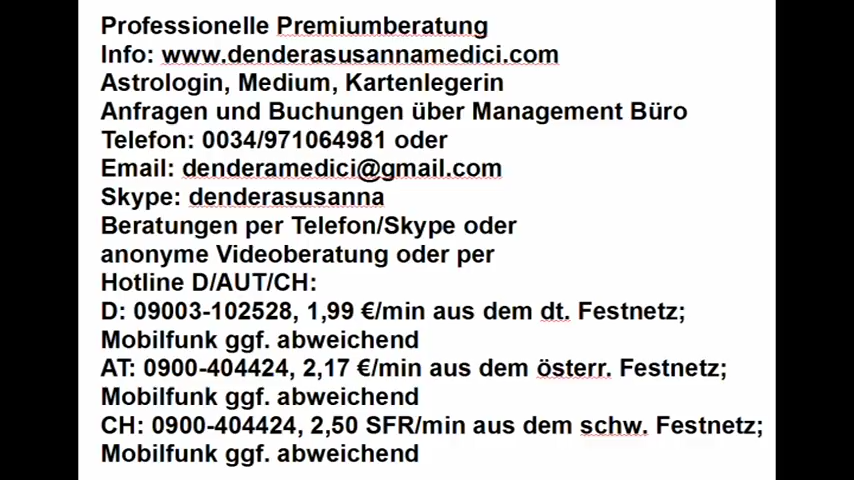 Professionelle Premiumberatung
Info: www.denderasusannamedici.com
Astrologin, Medium, Kartenlegerin
Anfragen und Buchungen über Management Büro
Telefon: 0034/971064981 oder
Email: denderamedici@gmail.com
Skype: denderasusanna
Beratungen per Telefon/Skype oder
anonyme Videoberatung oder per
Hotline D/AUT/CH:
D: 09003-102528, 1,99 €/min aus dem dt. Festnetz;
Mobilfunk ggf. abweichend
AT: 0900-404424, 2,17 €/min aus dem österr. Festnetz;
Mobilfunk ggf. abweichend
CH: 0900-404424, 2,50 SFR/min aus dem schw. Festnetz;
Mobilfunk ggf. abweichend